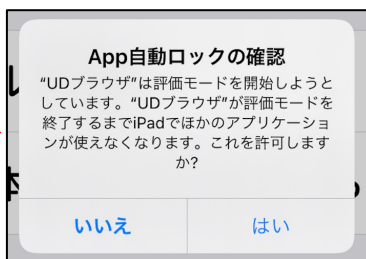 App自動ロックの確認
“UDブラウザ”は評価モードを開始しようと
しています。“UDブラウザ”が評価モードを
終了するまでiPadでほかのアプリケーショ
ンが使えなくなります。これを許可します
か?
いいえ
はい